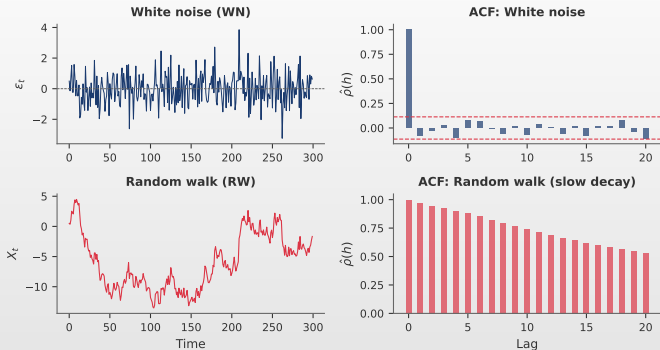 White noise (WN)
ACF: White noise
4
2
0
−2
ε_t
0 50 100 150 200 250 300
1.00
0.75
0.50
0.25
0.00
ρ̂(h)
0 5 10 15 20
Random walk (RW)
ACF: Random walk (slow decay)
5
0
−5
−10
X_t
0 50 100 150 200 250 300
Time
1.00
0.75
0.50
0.25
0.00
ρ̂(h)
0 5 10 15 20
Lag